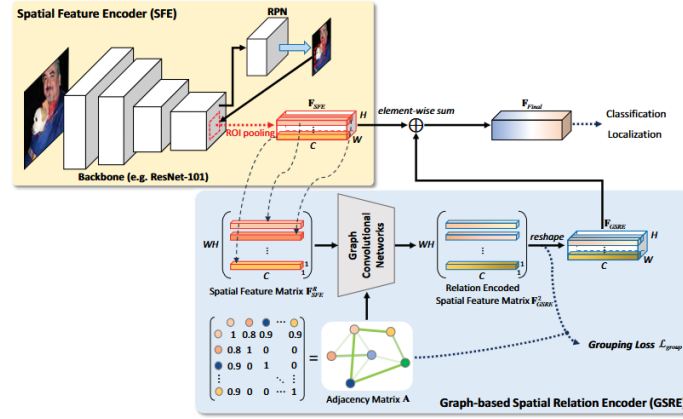 Spatial Feature Encoder (SFE)
RPN
F_SFE
H
ROI pooling
C
W
Backbone (e.g. ResNet-101)
element-wise sum
F_Final
Classification
Localization
WH
⋮
C
1
1
Spatial Feature Matrix F^R_SFE
Graph
Convolutional
Networks
WH
⋮
C
1
1
Relation Encoded
Spatial Feature Matrix F^2_GSRE
reshape
F_GSRE
H
W
C
Grouping Loss ℒ_group
⋯
1 0.8 0.9 0.9
0.8 1 0 0
0.9 0 1 0
⋮ ⋱ ⋮
0.9 0 0 ⋯ 1
=
Adjacency Matrix A
Graph-based Spatial Relation Encoder (GSRE)